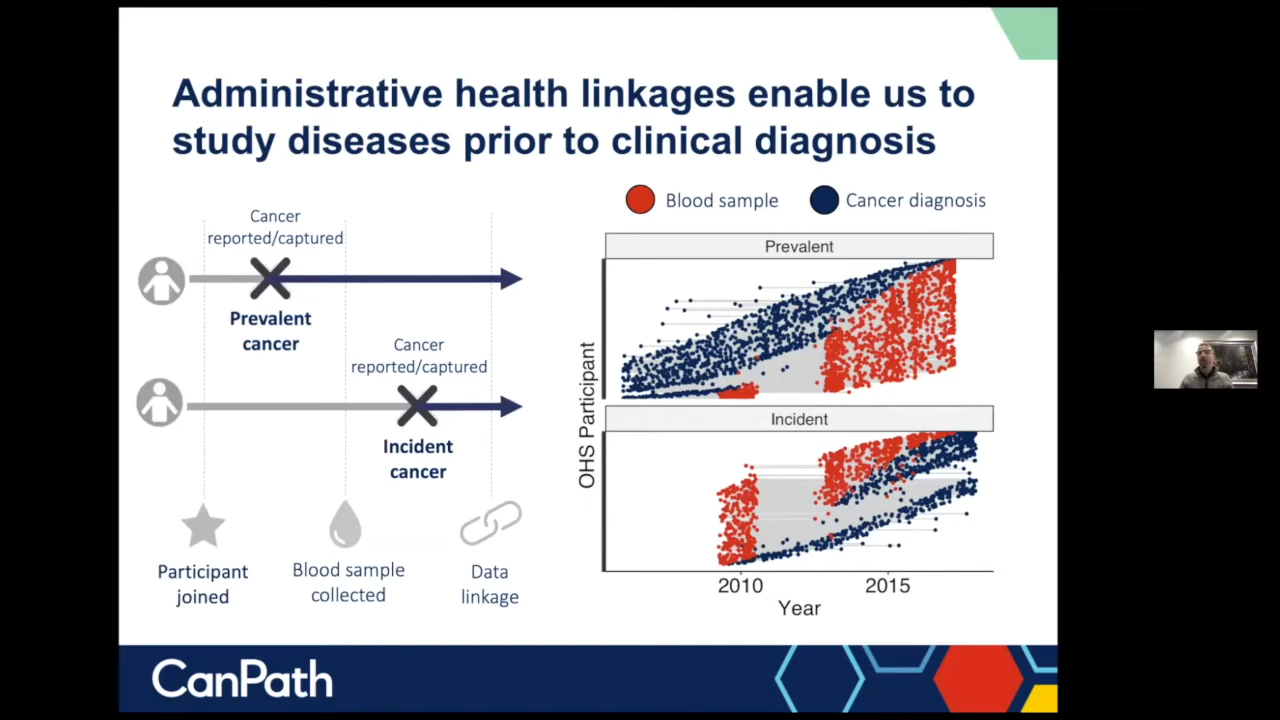 Administrative health linkages enable us to
study diseases prior to clinical diagnosis
Cancer
reported/captured
Prevalent
cancer
Cancer
reported/captured
Incident
cancer
Participant
joined
Blood sample
collected
Data
linkage
Blood sample
Cancer diagnosis
Prevalent
Incident
OHS Participant
2010
2015
Year
CanPath